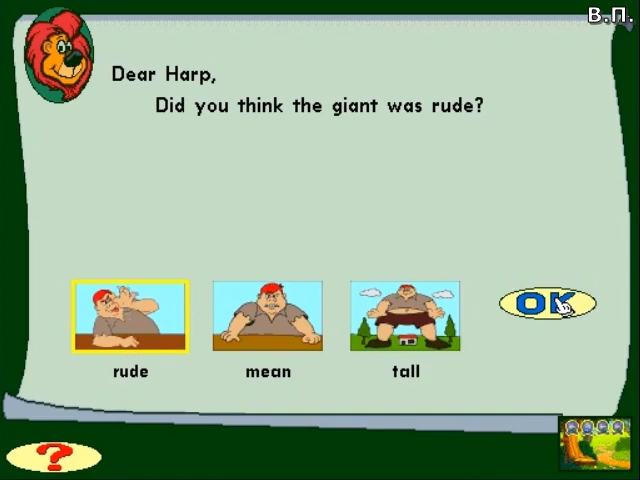 В.П.
Dear Harp,
Did you think the giant was rude?
rude
mean
tall
OK
?